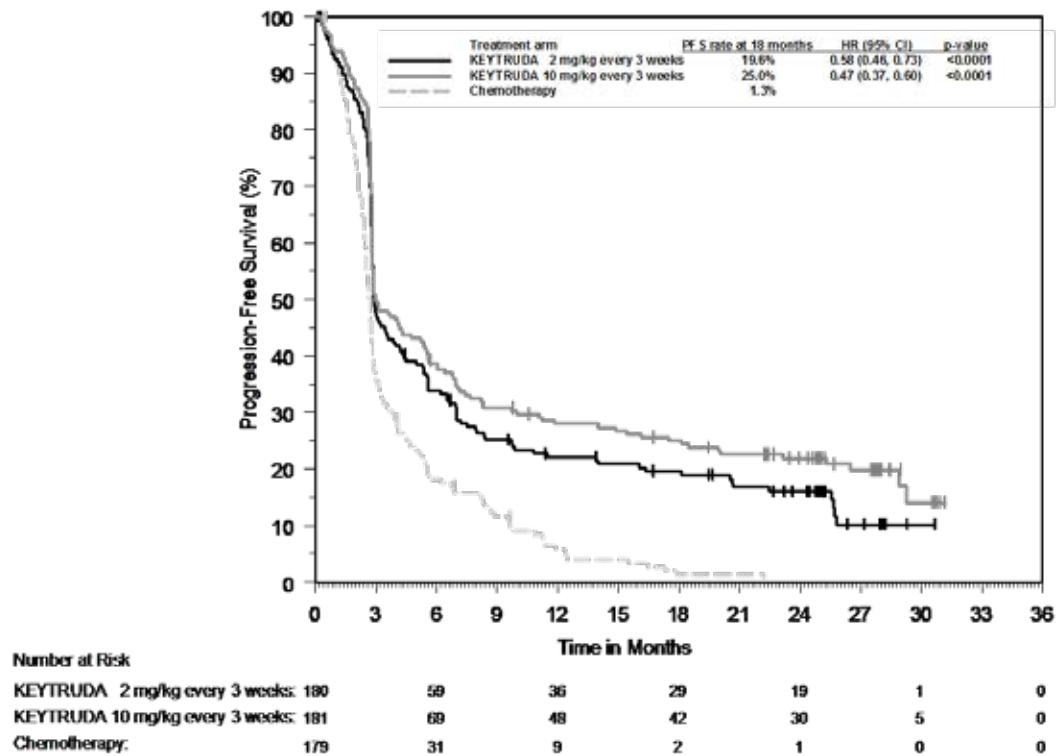 100
90
80
70
60
50
40
30
20
10
0
Progression-Free Survival (%)
Treatment arm PFS rate at 18 months HR (95% CI) p-value
KEYTRUDA 2 mg/kg every 3 weeks 19.6% 0.58 (0.46, 0.73) <0.0001
KEYTRUDA 10 mg/kg every 3 weeks 25.0% 0.47 (0.37, 0.60) <0.0001
Chemotherapy 1.3%
0 3 6 9 12 15 18 21 24 27 30 33 36
Time in Months
Number at Risk
KEYTRUDA 2 mg/kg every 3 weeks: 180 59 36 29 19 1 0
KEYTRUDA 10 mg/kg every 3 weeks: 181 69 48 42 30 5 0
Chemotherapy: 179 31 9 2 1 0 0